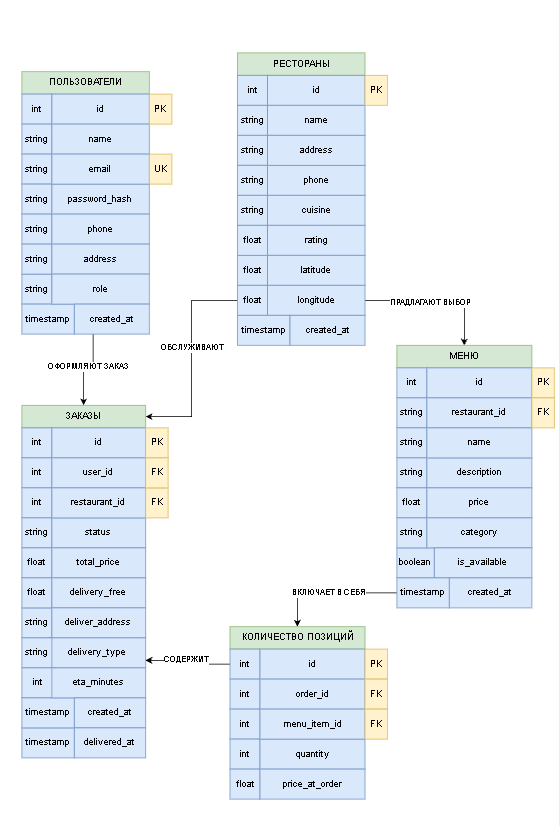 ПОЛЬЗОВАТЕЛИ
int id PK
string name
string email UK
string password_hash
string phone
string address
string role
timestamp created_at
РЕСТОРАНЫ
int id PK
string name
string address
string phone
string cuisine
float rating
float latitude
float longitude
timestamp created_at
ОБСЛУЖИВАЮТ
ПРАДЛАГАЮТ ВЫБОР
ОФОРМЛЯЮТ ЗАКАЗ
ЗАКАЗЫ
int id PK
int user_id FK
int restaurant_id FK
string status
float total_price
float delivery_free
string deliver_address
string delivery_type
int eta_minutes
timestamp created_at
timestamp delivered_at
МЕНЮ
int id PK
string restaurant_id FK
string name
string description
float price
string category
boolean is_available
timestamp created_at
ВКЛЮЧАЕТ В СЕБЯ
СОДЕРЖИТ
КОЛИЧЕСТВО ПОЗИЦИЙ
int id PK
int order_id FK
int menu_item_id FK
int quantity
float price_at_order